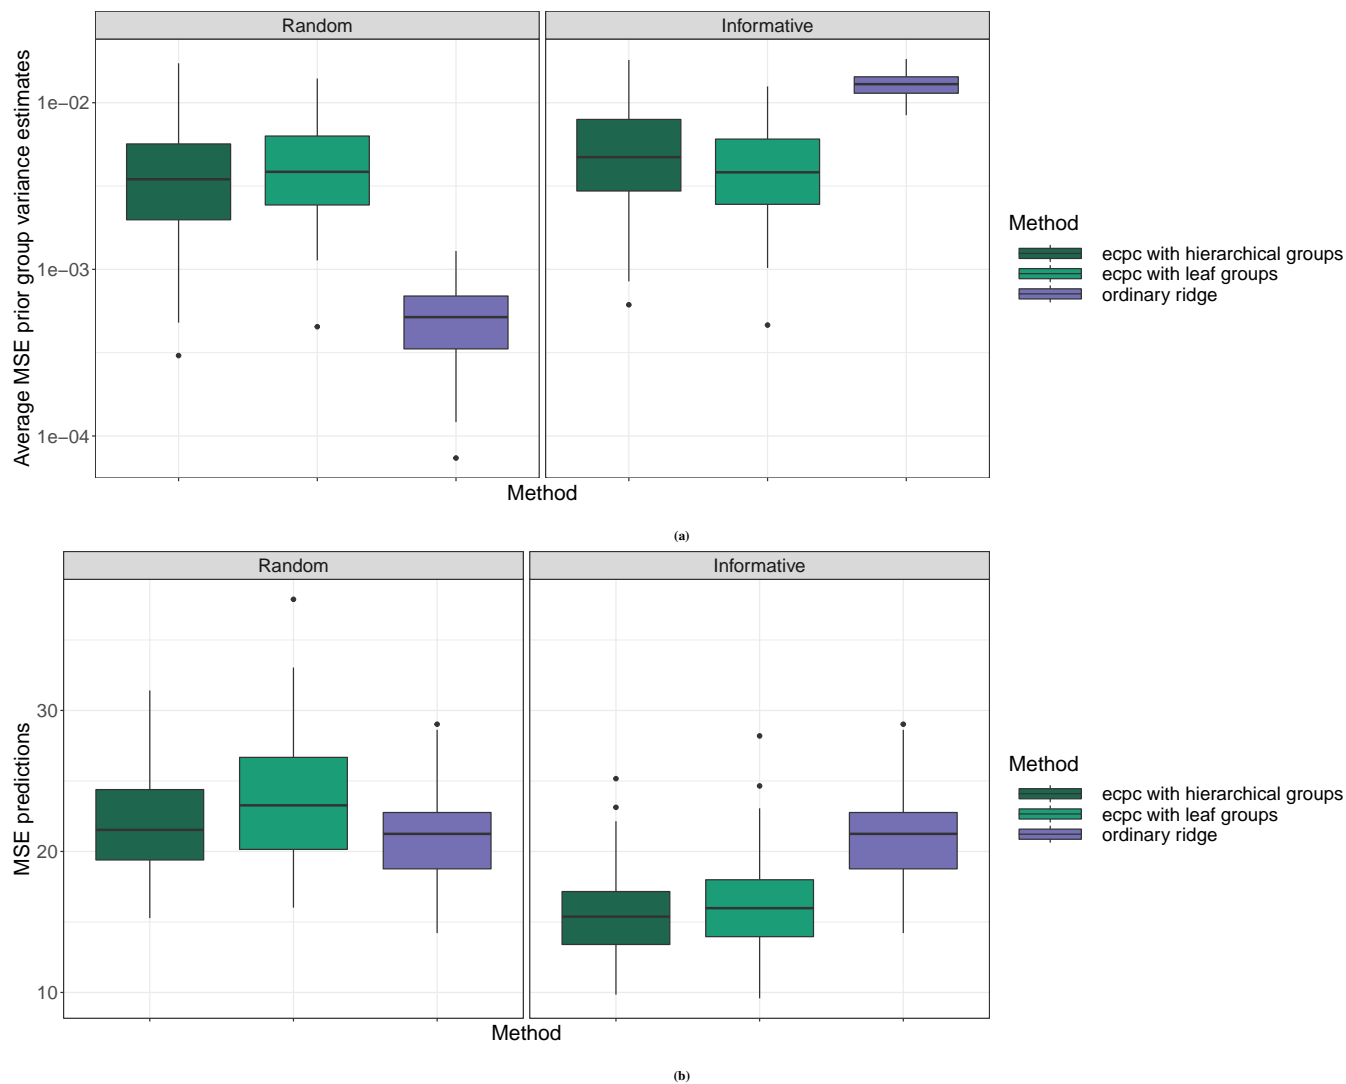 Random
Informative
Average MSE prior group variance estimates
1e−02
1e−03
1e−04
Method
Method
ecpc with hierarchical groups
ecpc with leaf groups
ordinary ridge
(a)
Random
Informative
MSE predictions
30
20
10
Method
Method
ecpc with hierarchical groups
ecpc with leaf groups
ordinary ridge
(b)